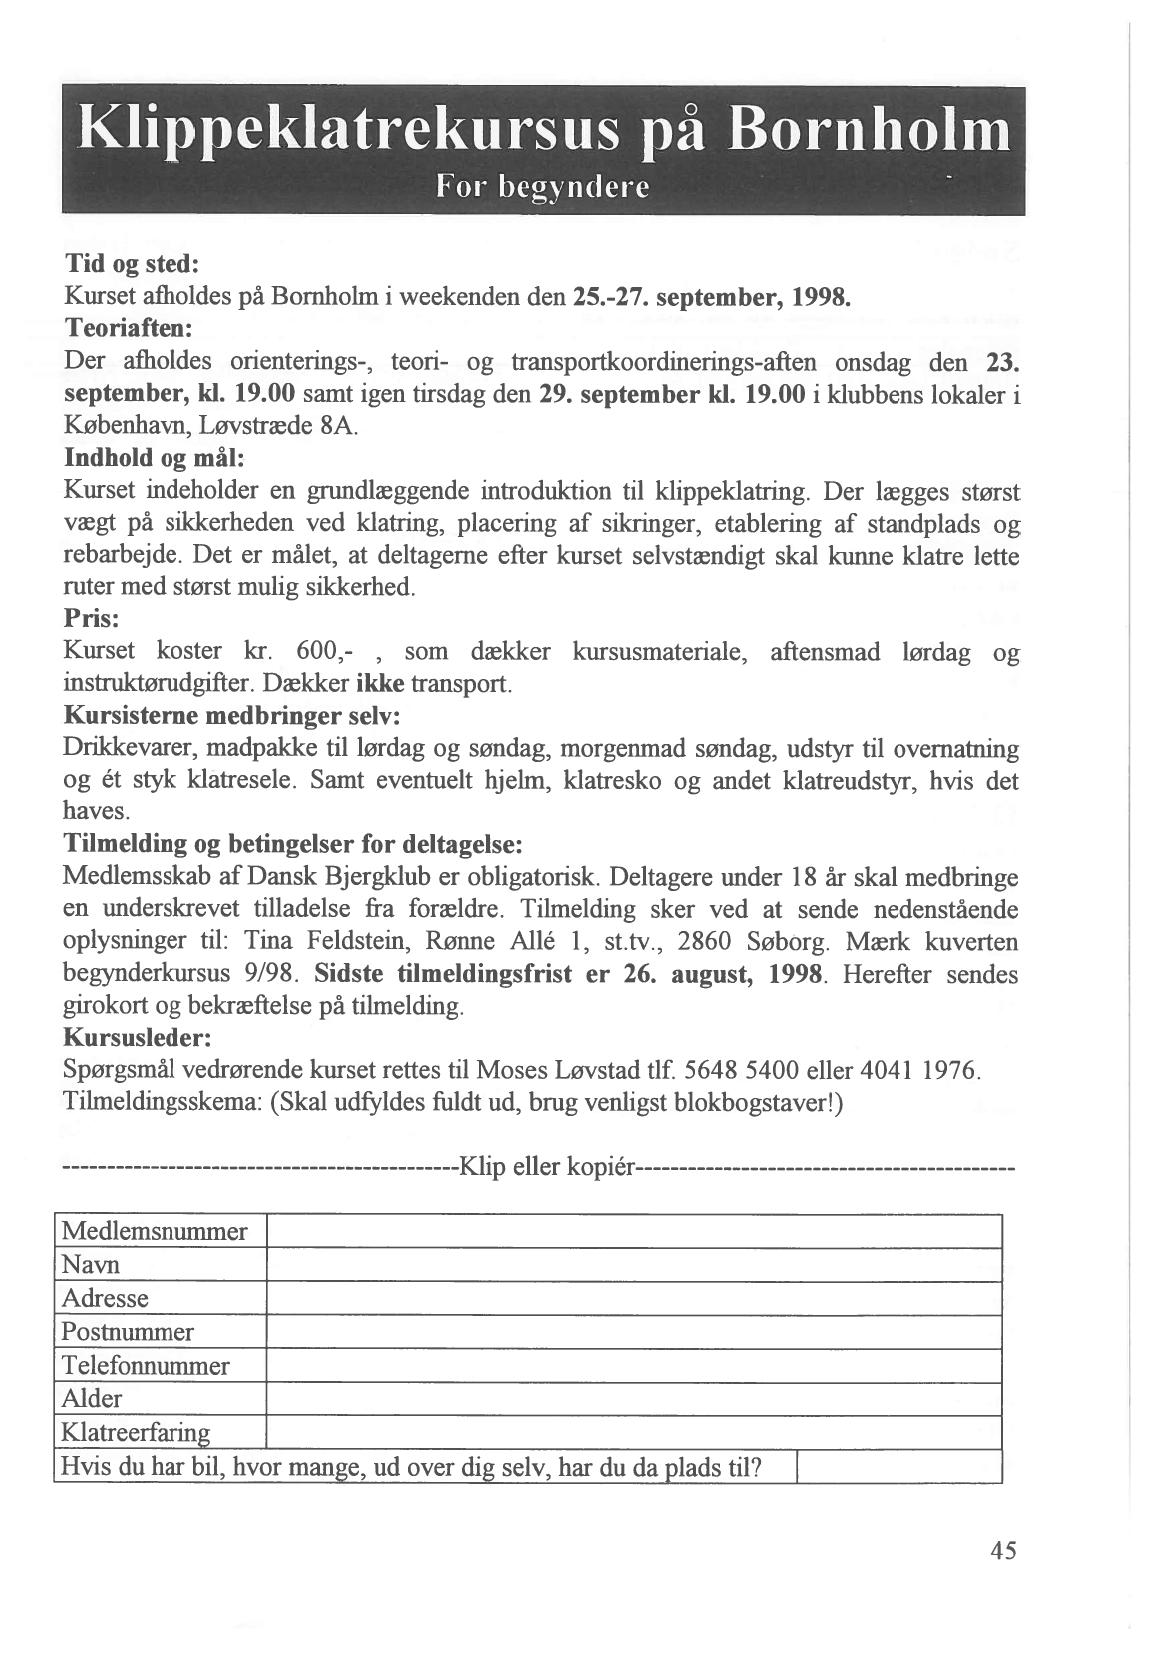 Klippeklatrekursus på Bornholm
For begyndere
Tid og sted:
Kurset afholdes på Bornholm i weekenden den 25.-27. september, 1998.
Teoriaften:
Der afholdes orienterings-, teori- og transportkoordinerings-aften onsdag den 23.
september, kl. 19.00 samt igen tirsdag den 29. september kl. 19.00 i klubbens lokaler i
København, Løvstræde 8A.
Indhold og mål:
Kurset indeholder en grundlæggende introduktion til klippeklatring. Der lægges størst
vægt på sikkerheden ved klatring, placering af sikringer, etablering af standplads og
rebarbejde. Det er målet, at deltagerne efter kurset selvstændigt skal kunne klatre lette
ruter med størst mulig sikkerhed.
Pris:
Kurset koster kr. 600,- , som dækker kursusmateriale, aftensmad lørdag og
instruktørudgifter. Dækker ikke transport.
Kursisterne medbringer selv:
Drikkevarer, madpakke til lørdag og søndag, morgenmad søndag, udstyr til overnatning
og ét styk klatresele. Samt eventuelt hjelm, klatresko og andet klatreudstyr, hvis det
haves.
Tilmelding og betingelser for deltagelse:
Medlemsskab af Dansk Bjergklub er obligatorisk. Deltagere under 18 år skal medbringe
en underskrevet tilladelse fra forældre. Tilmelding sker ved at sende nedenstående
oplysninger til: Tina Feldstein, Rønne Allé 1, st.tv., 2860 Søborg. Mærk kuverten
begynderkursus 9/98. Sidste tilmeldingsfrist er 26. august, 1998. Herefter sendes
girokort og bekræftelse på tilmelding.
Kursusleder:
Spørgsmål vedrørende kurset rettes til Moses Løvstad tlf. 5648 5400 eller 4041 1976.
Tilmeldingsskema: (Skal udfyldes fuldt ud, brug venligst blokbogstaver!)
--------------------------------------------Klip eller kopiér------------------------------------------
Medlemsnummer
Navn
Adresse
Postnummer
Telefonnummer
Alder
Klatreerfaring
Hvis du har bil, hvor mange, ud over dig selv, har du da plads til?
45